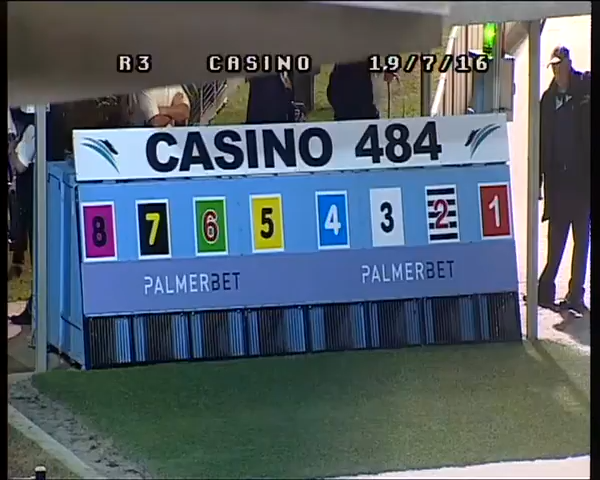 R3 CASINO 19/7/16
CASINO 484
8 7 6 5 4 3 2 1
PALMERBET PALMERBET